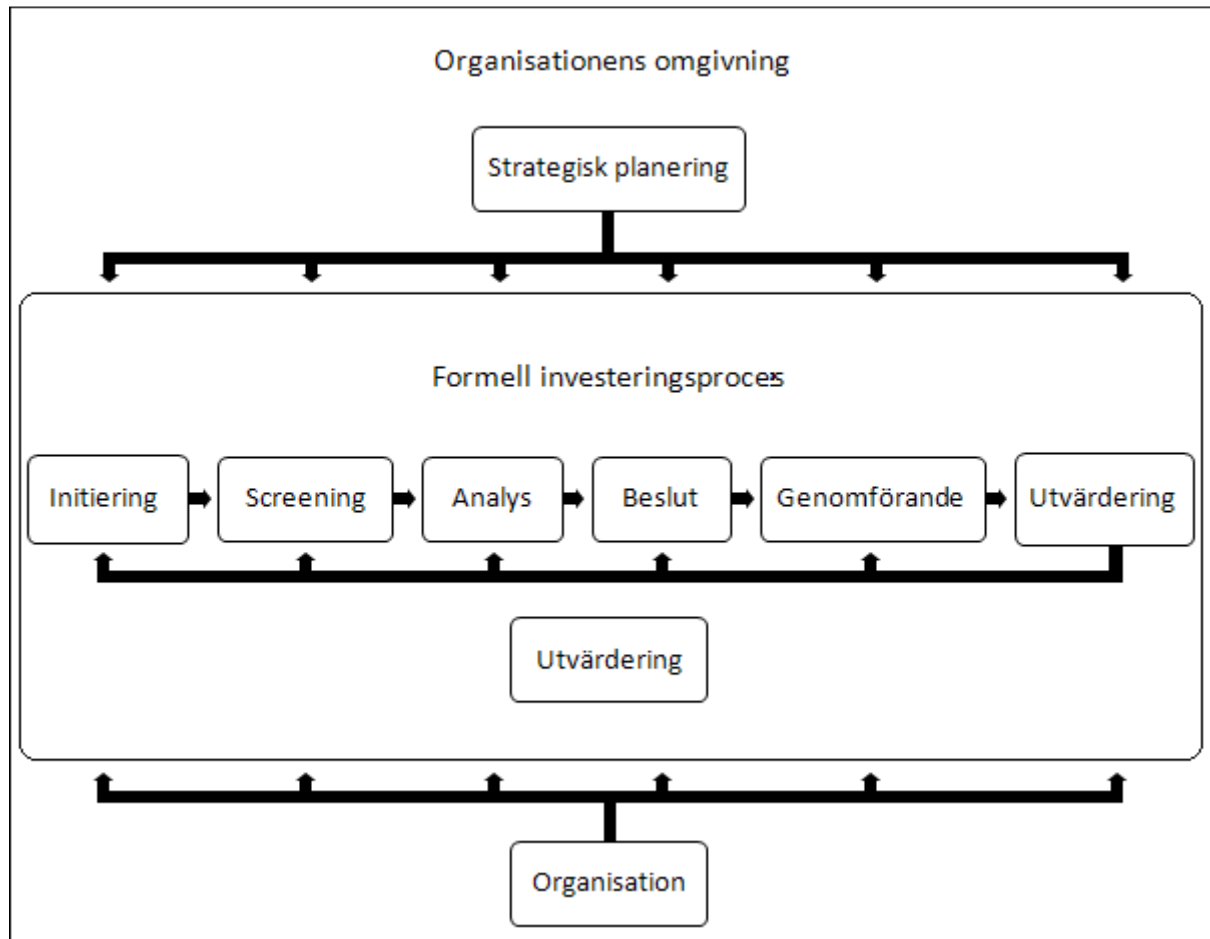 Organisationens omgivning
Strategisk planering
Formell investeringsproces
Initiering
Screening
Analys
Beslut
Genomförande
Utvärdering
Utvärdering
Organisation